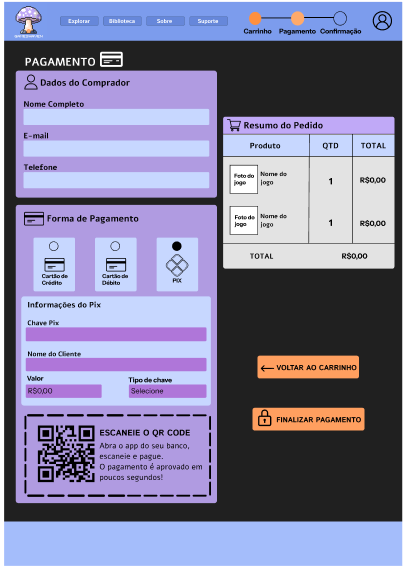 Explorar
Biblioteca
Sobre
Suporte
Carrinho
Pagamento
Confirmação
PAGAMENTO
Dados do Comprador
Nome Completo
E-mail
Telefone
Resumo do Pedido
Produto QTD TOTAL
Foto do
jogo
Nome do
jogo
1
R$0,00
Foto do
jogo
Nome do
jogo
1
R$0,00
TOTAL R$0,00
Forma de Pagamento
Cartão de
Crédito
Cartão de
Débito
PIX
Informações do Pix
Chave Pix
Nome do Cliente
Valor
R$0,00
Tipo de chave
Selecione
ESCANEIE O QR CODE
Abra o app do seu banco,
escaneie e pague.
O pagamento é aprovado em
poucos segundos!
VOLTAR AO CARRINHO
FINALIZAR PAGAMENTO